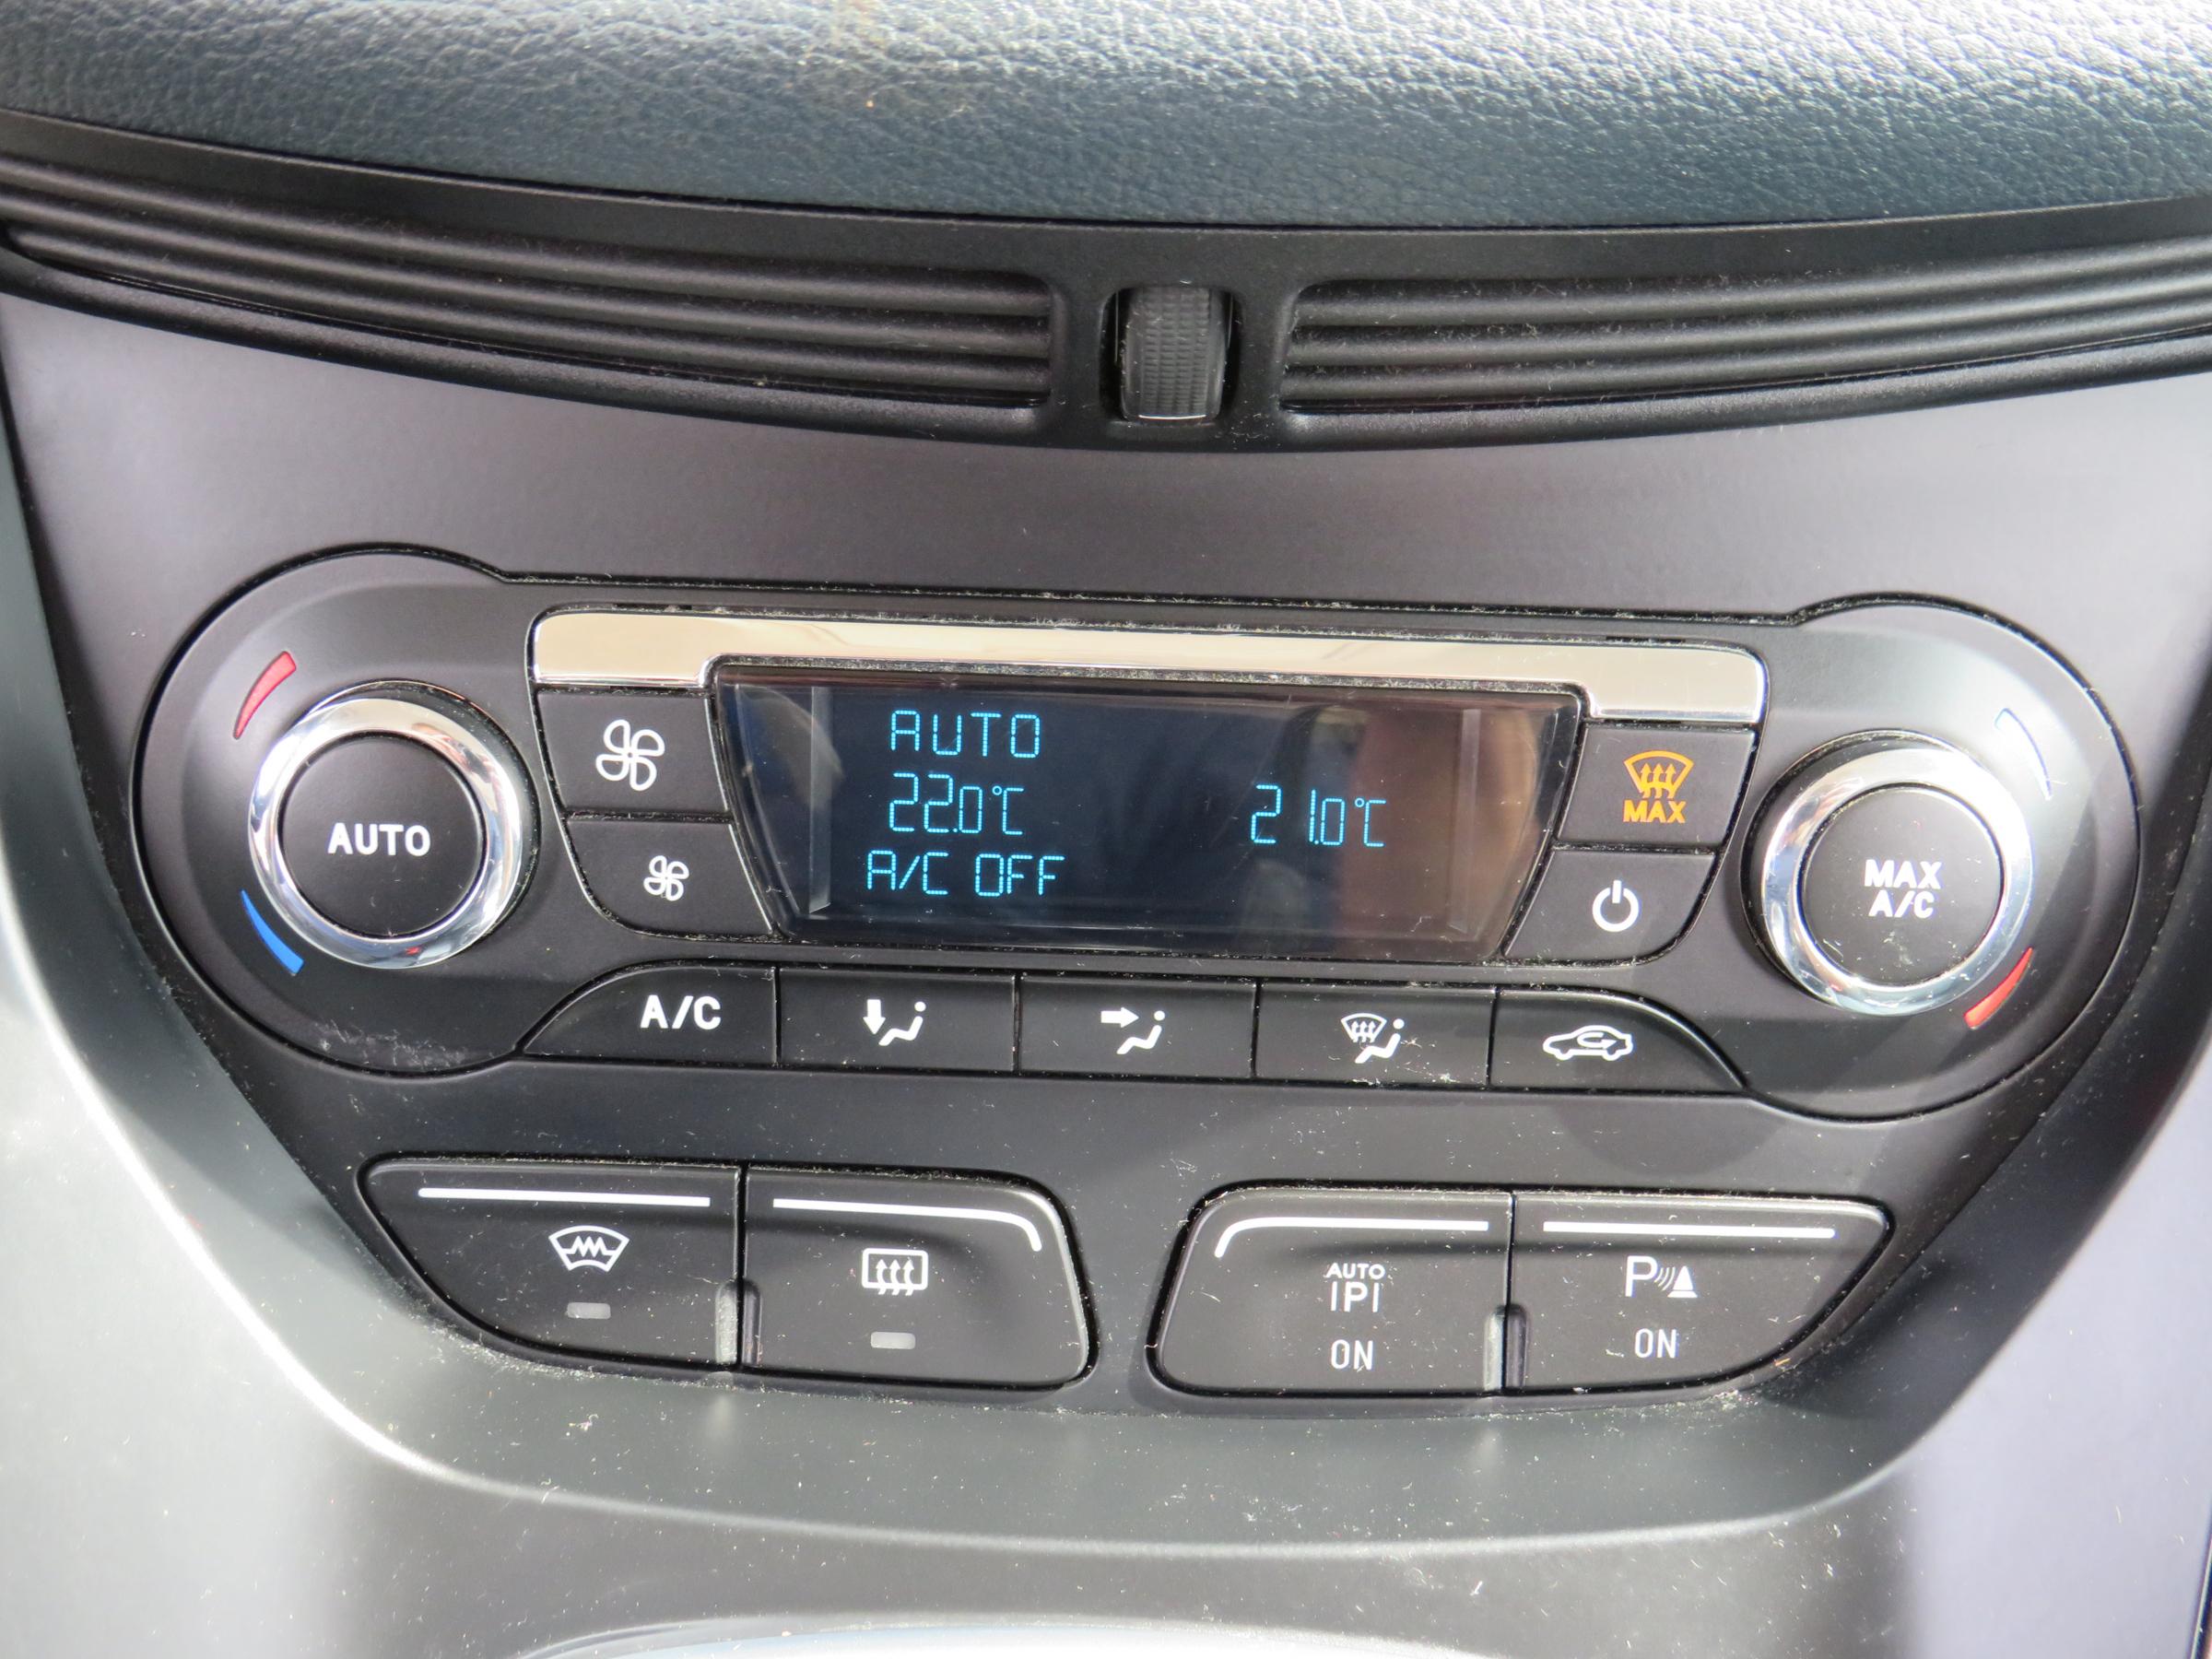 AUTO
22.0°C 21.0°C
A/C OFF
MAX
AUTO
MAX
A/C
A/C
AUTO
IPI
ON
P
ON